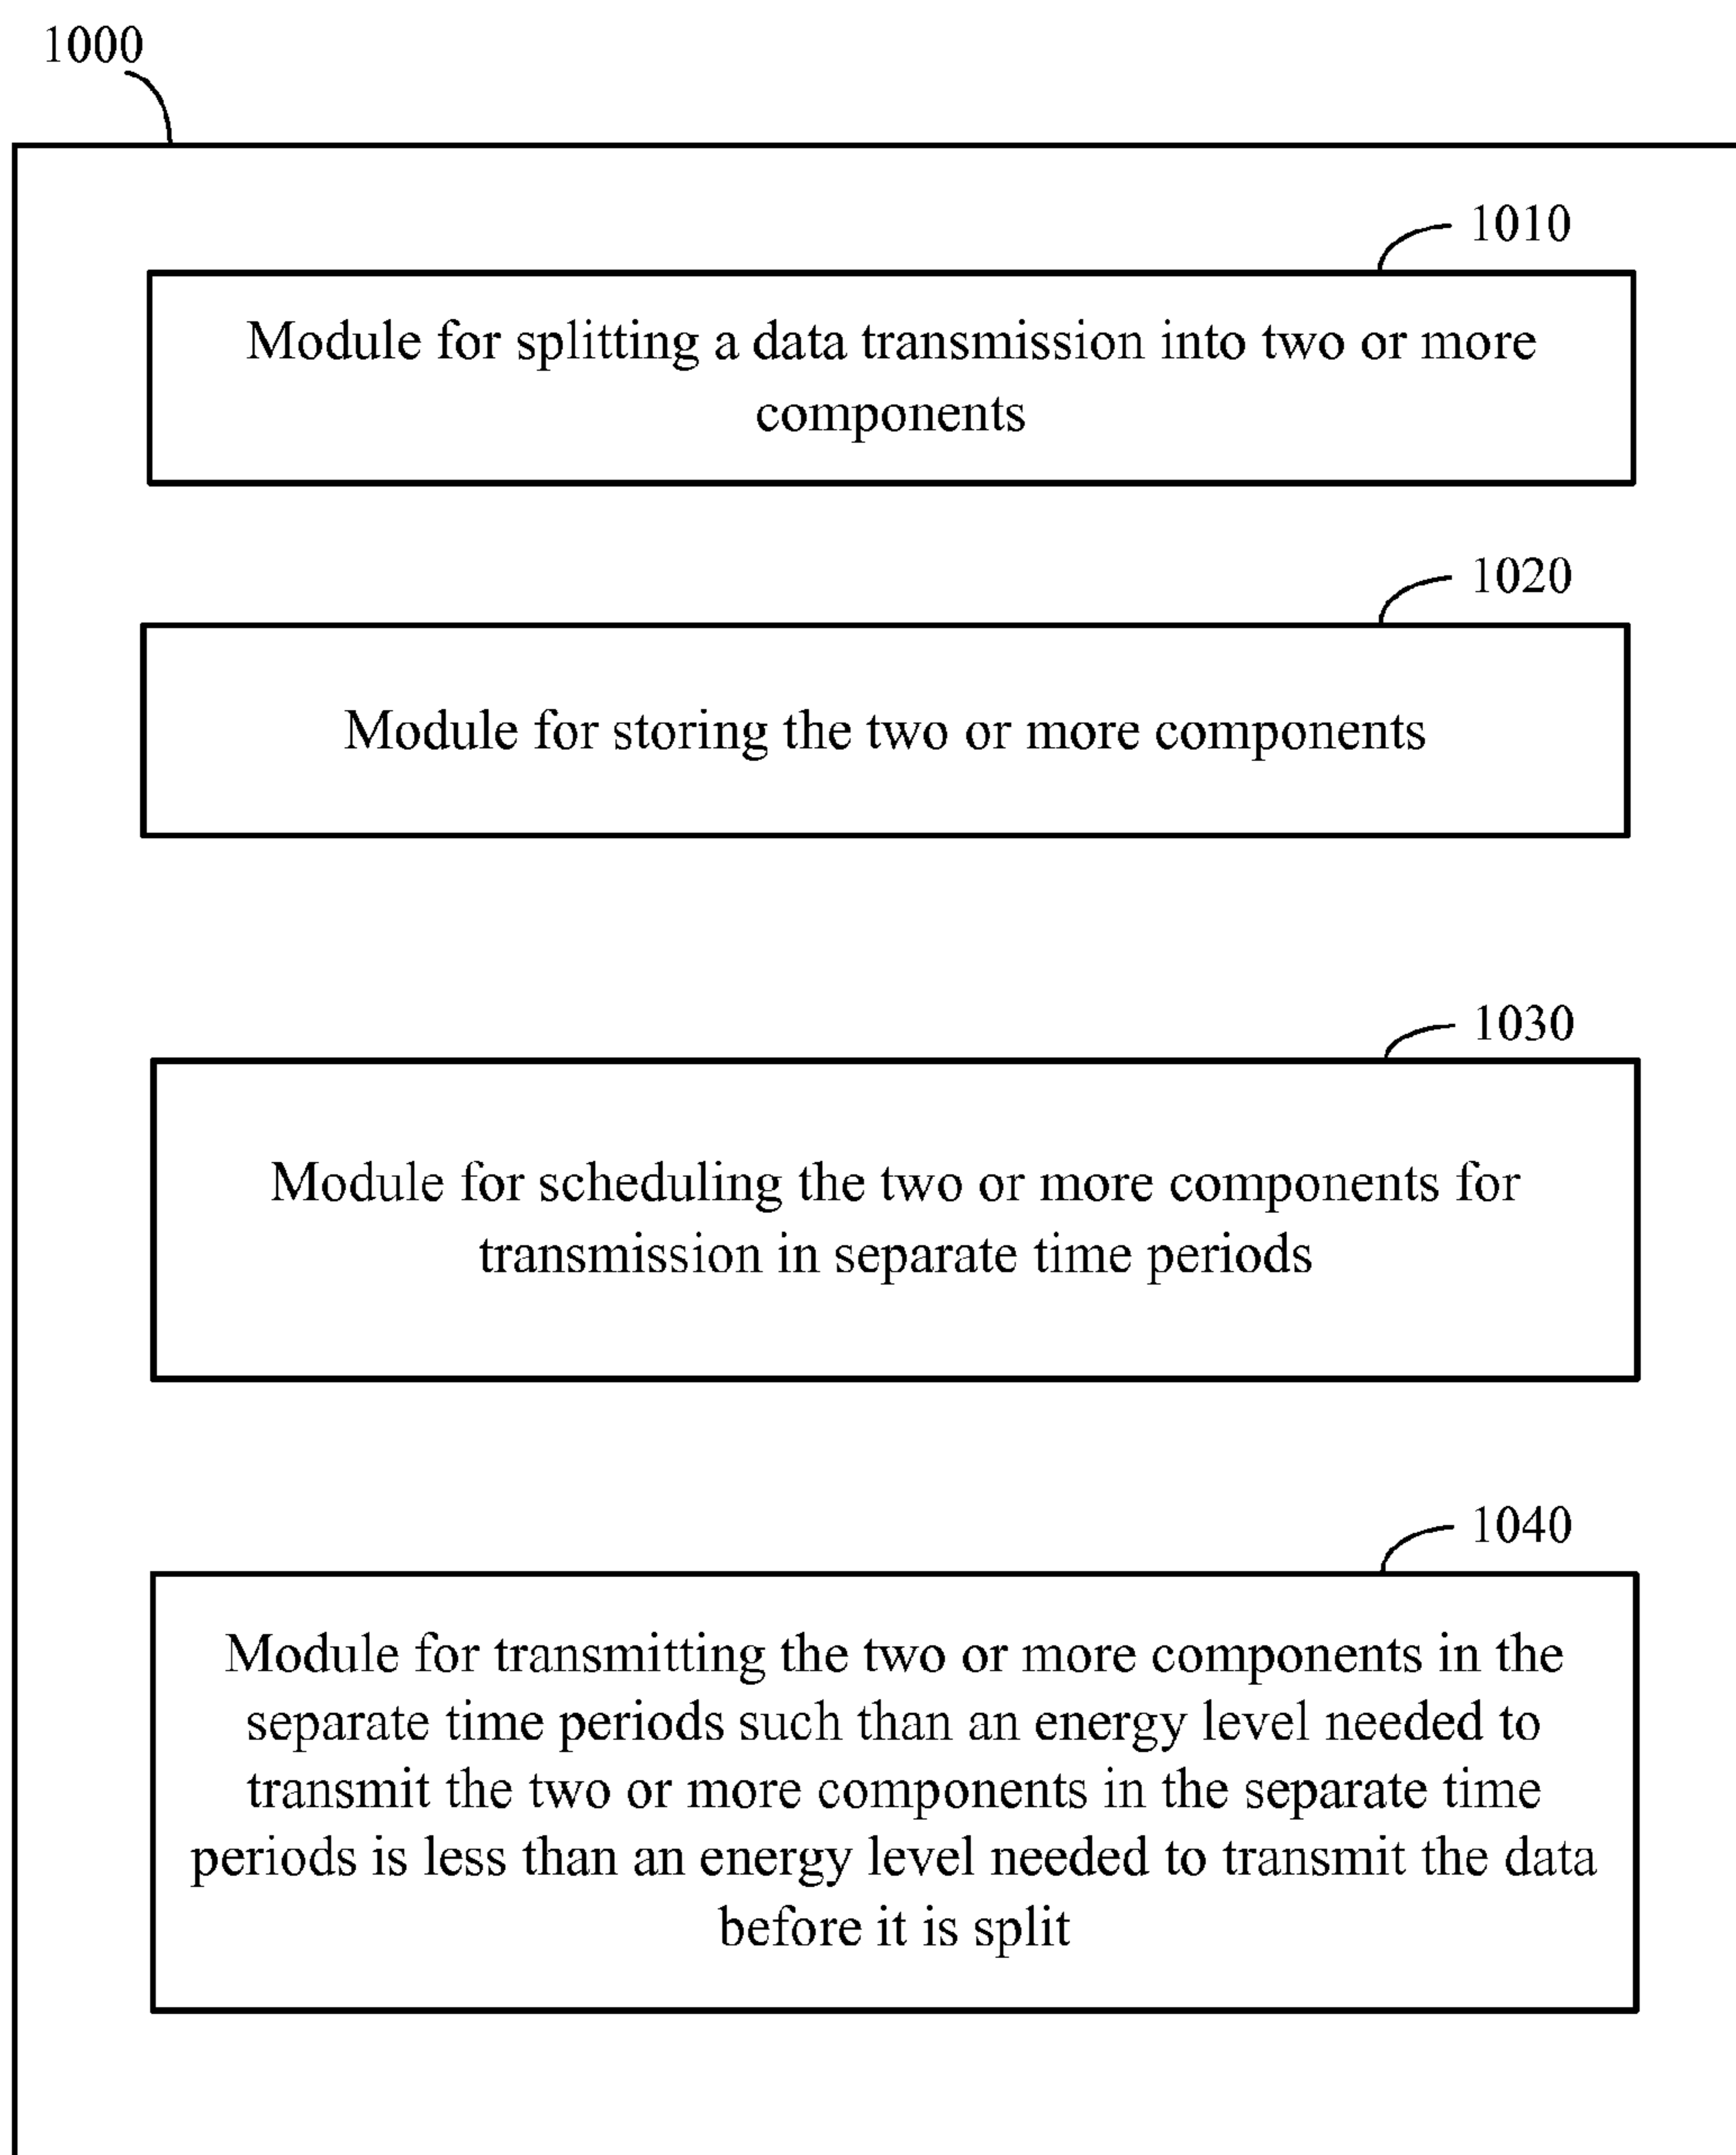 1000
1010
Module for splitting a data transmission into two or more
components
1020
Module for storing the two or more components
1030
Module for scheduling the two or more components for
transmission in separate time periods
1040
Module for transmitting the two or more components in the
separate time periods such than an energy level needed to
transmit the two or more components in the separate time
periods is less than an energy level needed to transmit the data
before it is split